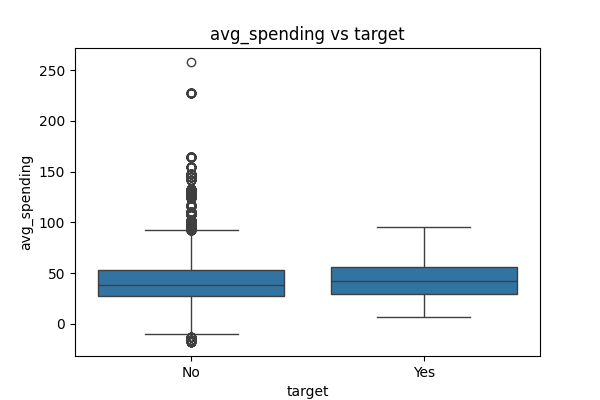 avg_spending vs target
avg_spending
250
200
150
100
50
0
No
Yes
target